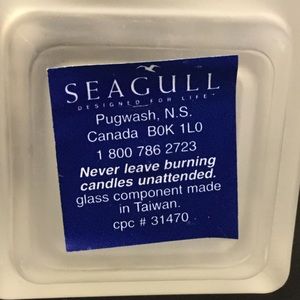 SEAGULL
DESIGNED FOR LIFE™
Pugwash, N.S.
Canada B0K 1L0
1 800 786 2723
Never leave burning
candles unattended.
glass component made
in Taiwan.
cpc # 31470